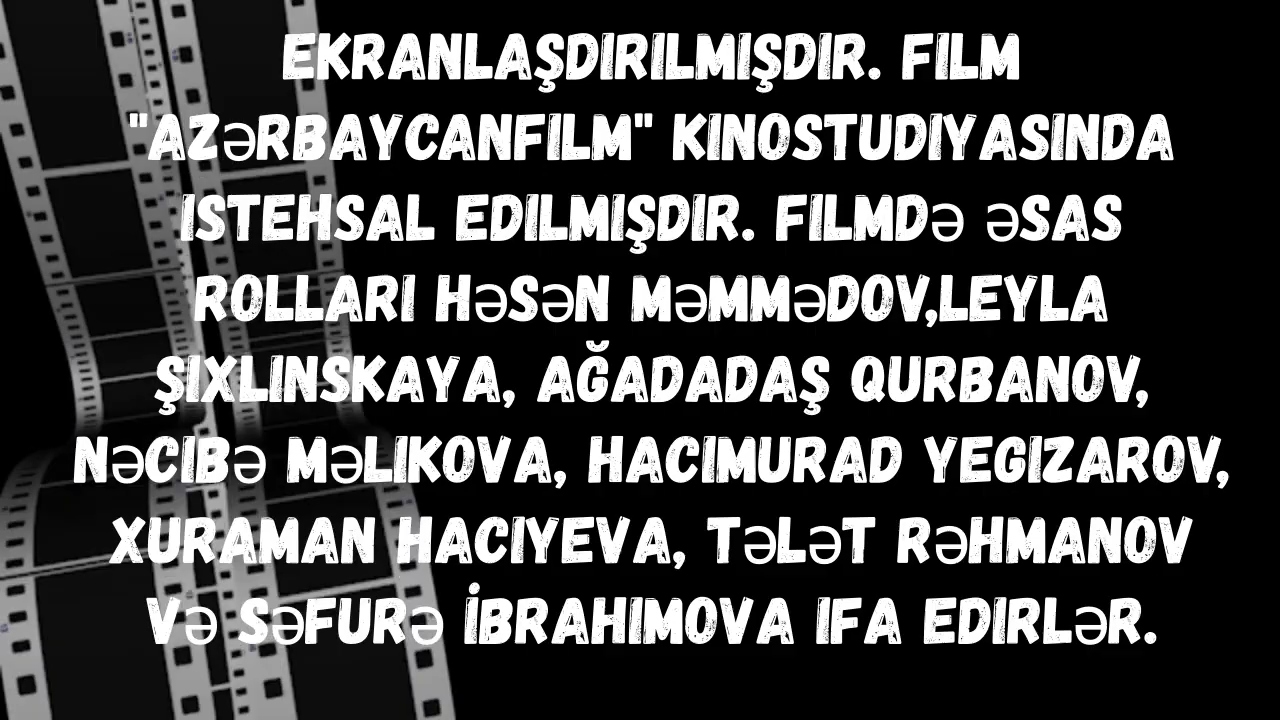 EKRANLAŞDIRILMIŞDIR. FILM
"AZƏRBAYCANFILM" KINOSTUDIYASINDA
ISTEHSAL EDILMIŞDIR. FILMDƏ ƏSAS
ROLLARI HƏSƏN MƏMMƏDOV,LEYLA
ŞIXLINSKAYA, AĞADADAŞ QURBANOV,
NƏCIBƏ MƏLIKOVA, HACIMURAD YEGIZAROV,
XURAMAN HACIYEVA, TƏLƏT RƏHMANOV
VƏ SƏFURƏ İBRAHIMOVA IFA EDIRLƏR.